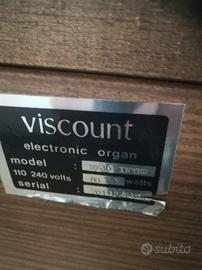 viscount
electronic organ
model :
110 240 volts watts
serial :
subito